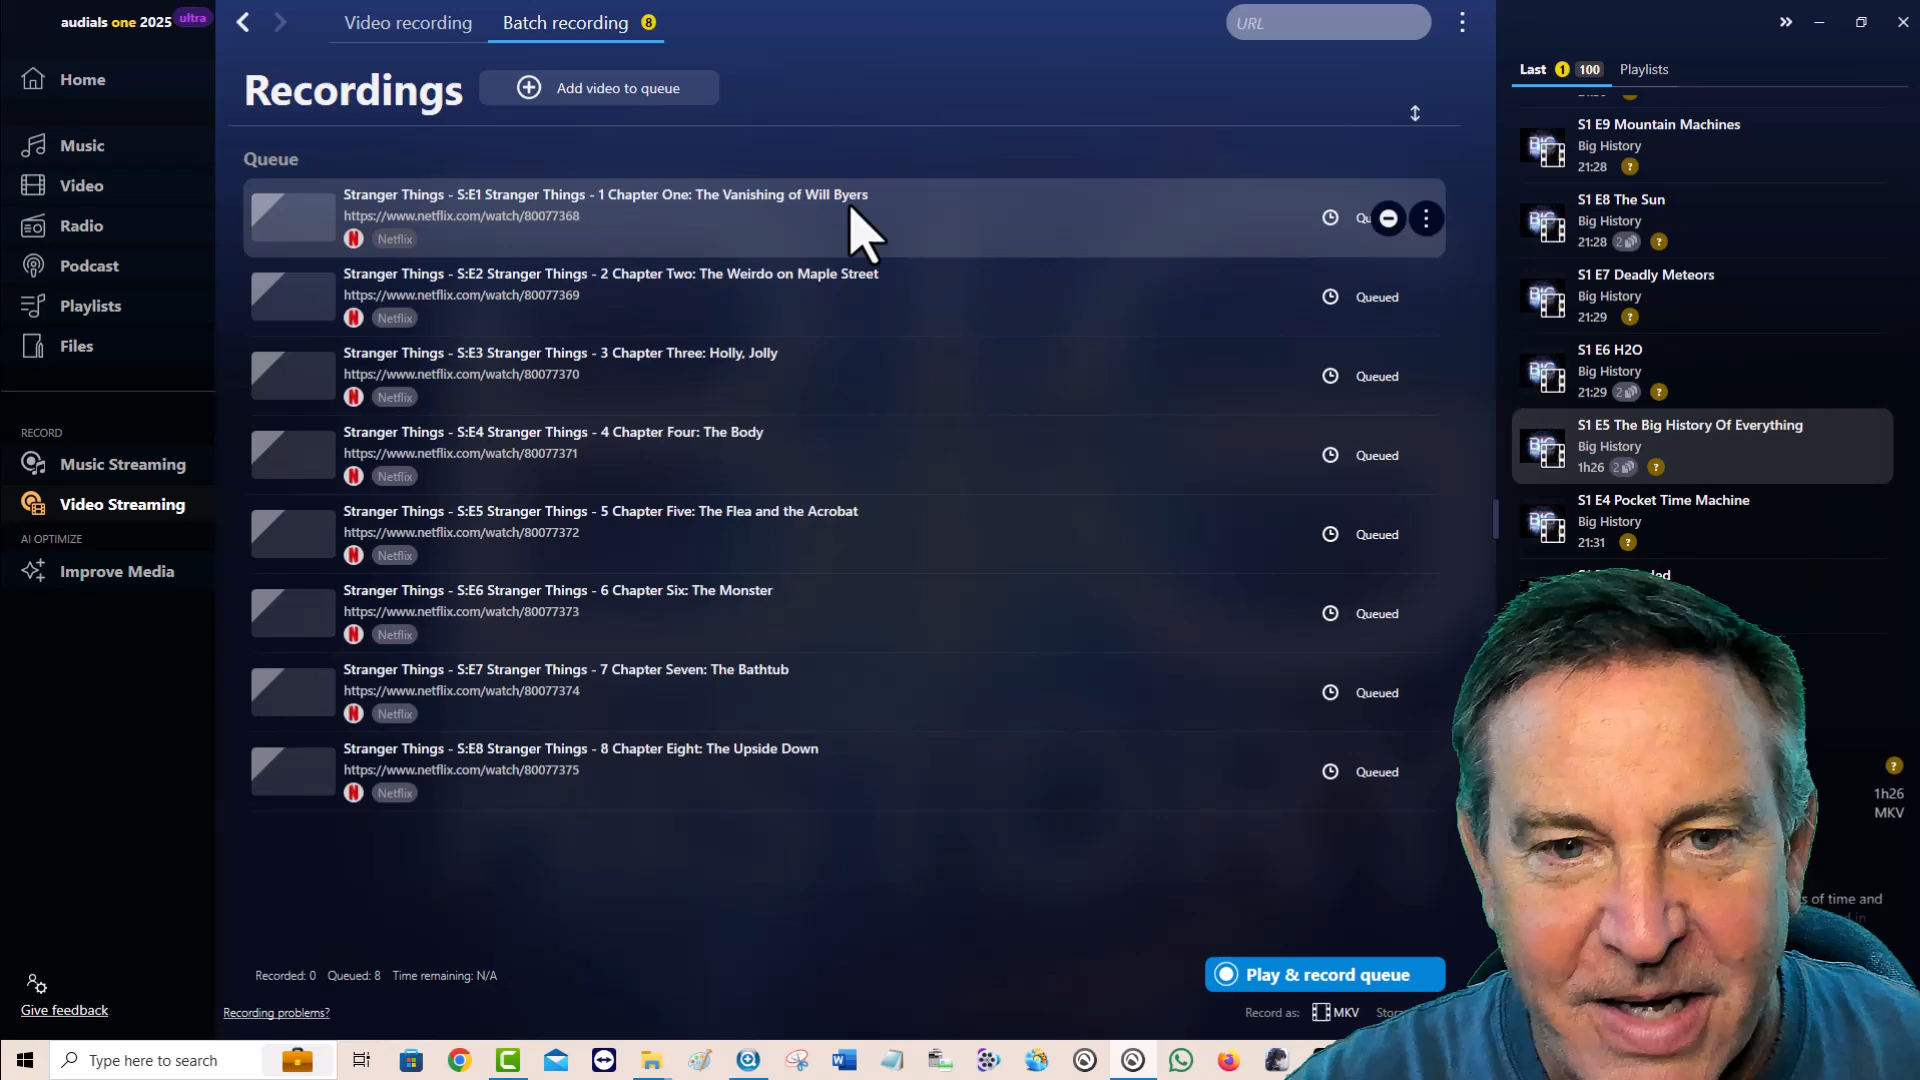 audials one 2025 ultra
Video recording
Batch recording 8
URL
Home
Music
Video
Radio
Podcast
Playlists
Files
RECORD
Music Streaming
Video Streaming
AI OPTIMIZE
Improve Media
Give feedback
Recordings
Add video to queue
Queue
Stranger Things - S:E1 Stranger Things - 1 Chapter One: The Vanishing of Will Byers
https://www.netflix.com/watch/80077368
N Netflix
Stranger Things - S:E2 Stranger Things - 2 Chapter Two: The Weirdo on Maple Street
https://www.netflix.com/watch/80077369
Queued
N Netflix
Stranger Things - S:E3 Stranger Things - 3 Chapter Three: Holly, Jolly
https://www.netflix.com/watch/80077370
Queued
N Netflix
Stranger Things - S:E4 Stranger Things - 4 Chapter Four: The Body
https://www.netflix.com/watch/80077371
Queued
N Netflix
Stranger Things - S:E5 Stranger Things - 5 Chapter Five: The Flea and the Acrobat
https://www.netflix.com/watch/80077372
Queued
N Netflix
Stranger Things - S:E6 Stranger Things - 6 Chapter Six: The Monster
https://www.netflix.com/watch/80077373
Queued
N Netflix
Stranger Things - S:E7 Stranger Things - 7 Chapter Seven: The Bathtub
https://www.netflix.com/watch/80077374
Queued
N Netflix
Stranger Things - S:E8 Stranger Things - 8 Chapter Eight: The Upside Down
https://www.netflix.com/watch/80077375
Queued
N Netflix
Recorded: 0 Queued: 8 Time remaining: N/A
Play & record queue
Recording problems?
Record as: MKV
Last 1 100 Playlists
S1 E9 Mountain Machines
Big History
21:28 ?
S1 E8 The Sun
Big History
21:28 2 ?
S1 E7 Deadly Meteors
Big History
21:29 ?
S1 E6 H2O
Big History
21:29 2 ?
S1 E5 The Big History Of Everything
Big History
1h26 2 ?
S1 E4 Pocket Time Machine
Big History
21:31 ?
?
1h26
MKV
of time and
Type here to search